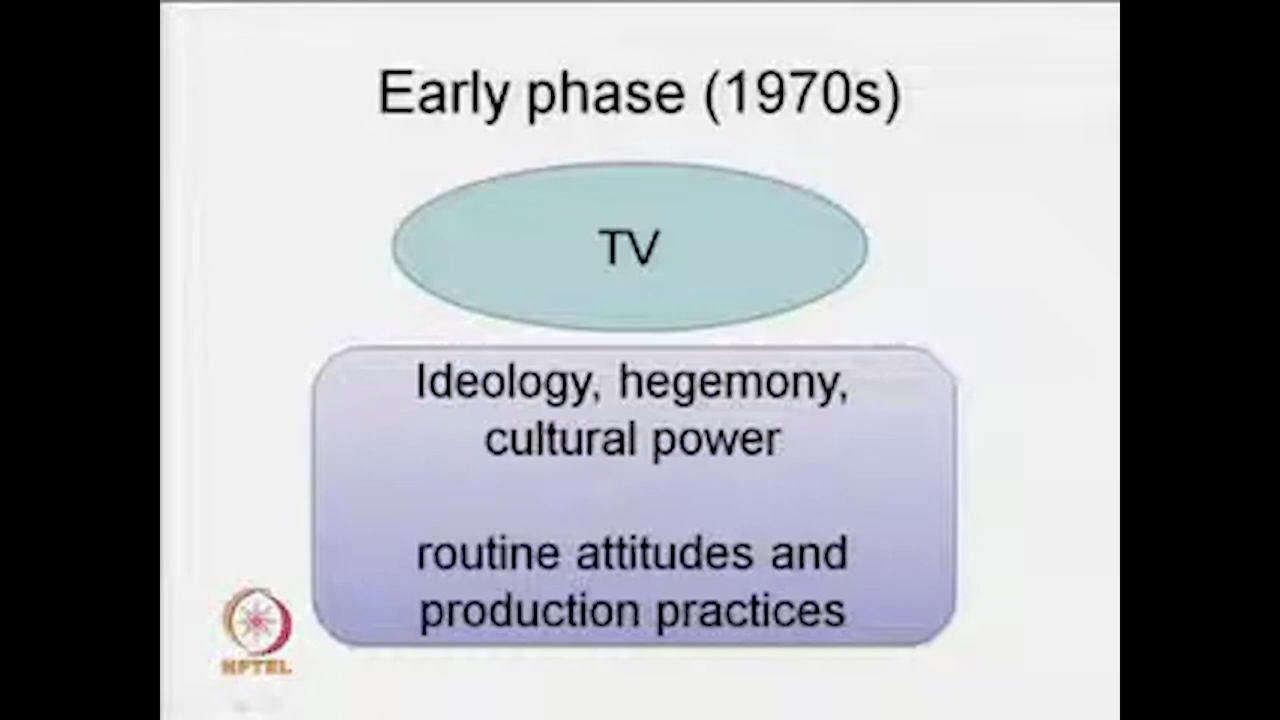 Early phase (1970s)
TV
Ideology, hegemony,
cultural power
routine attitudes and
production practices
NPTEL